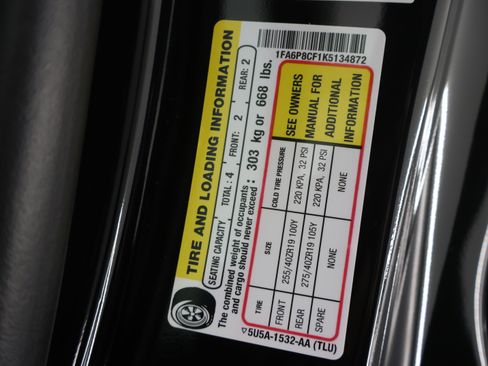 TIRE AND LOADING INFORMATION
SEATING CAPACITY TOTAL: 4 FRONT: 2 REAR: 2
The combined weight of occupants
and cargo should never exceed: 303 kg or 668 lbs.
TIRE SIZE COLD TIRE PRESSURE
FRONT 255/40ZR19 100Y 220 KPA, 32 PSI
REAR 275/40ZR19 105Y 220 KPA, 32 PSI
SPARE NONE NONE
SEE OWNERS
MANUAL FOR
ADDITIONAL
INFORMATION
5U5A-1532-AA (TLU)
1FA6P8CF1K5134872